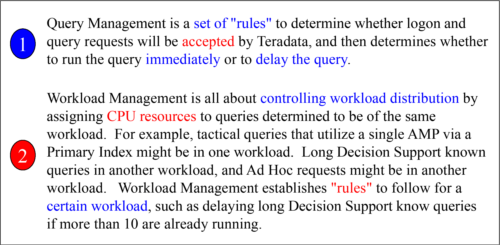 1
Query Management is a set of "rules" to determine whether logon and
query requests will be accepted by Teradata, and then determines whether
to run the query immediately or to delay the query.
2
Workload Management is all about controlling workload distribution by
assigning CPU resources to queries determined to be of the same
workload. For example, tactical queries that utilize a single AMP via a
Primary Index might be in one workload. Long Decision Support known
queries in another workload, and Ad Hoc requests might be in another
workload. Workload Management establishes "rules" to follow for a
certain workload, such as delaying long Decision Support know queries
if more than 10 are already running.